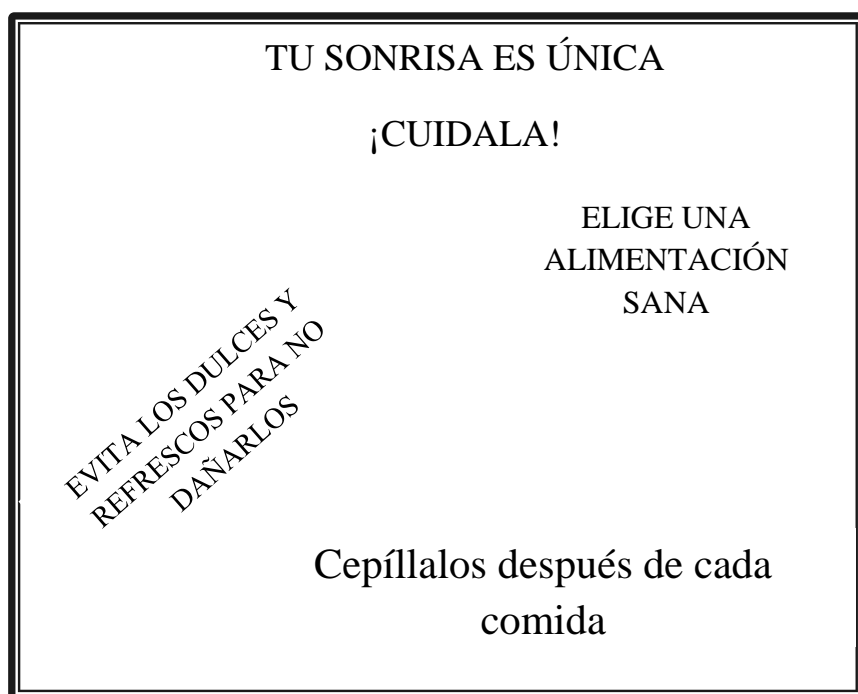 TU SONRISA ES ÚNICA
¡CUIDALA!
ELIGE UNA
ALIMENTACIÓN
SANA
EVITA LOS DULCES Y
REFRESCOS PARA NO
DAÑARLOS
Cepíllalos después de cada
comida